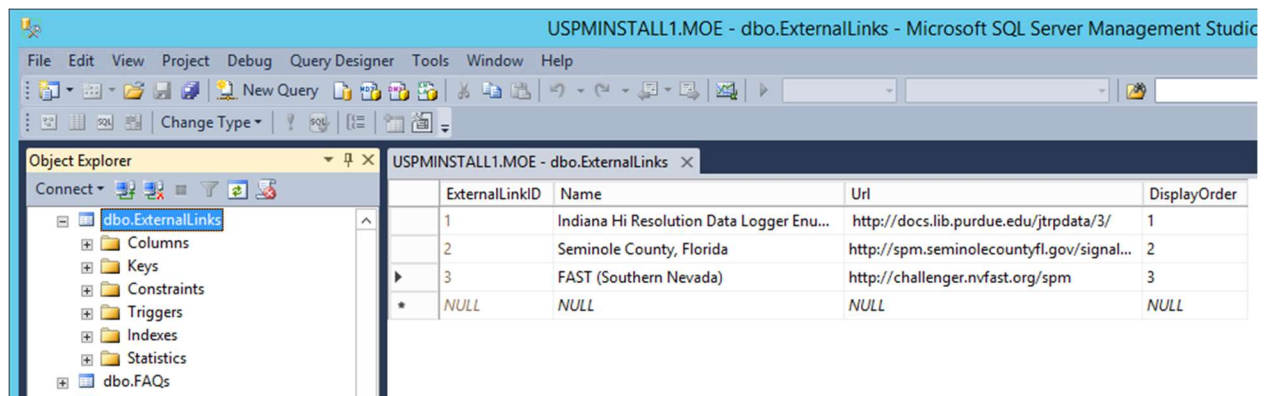 USPMINSTALL1.MOE - dbo.ExternalLinks - Microsoft SQL Server Management Studio
File Edit View Project Debug Query Designer Tools Window Help
New Query
Change Type
Object Explorer
USPMINSTALL1.MOE - dbo.ExternalLinks
Connect
ExternalLinkID Name Url DisplayOrder
dbo.ExternalLinks
1 Indiana Hi Resolution Data Logger Enu... http://docs.lib.purdue.edu/jtrpdata/3/ 1
Columns
2 Seminole County, Florida http://spm.seminolecountyfl.gov/signal... 2
Keys
3 FAST (Southern Nevada) http://challenger.nvfast.org/spm 3
Constraints
NULL NULL NULL NULL
Triggers
Indexes
Statistics
dbo.FAQs